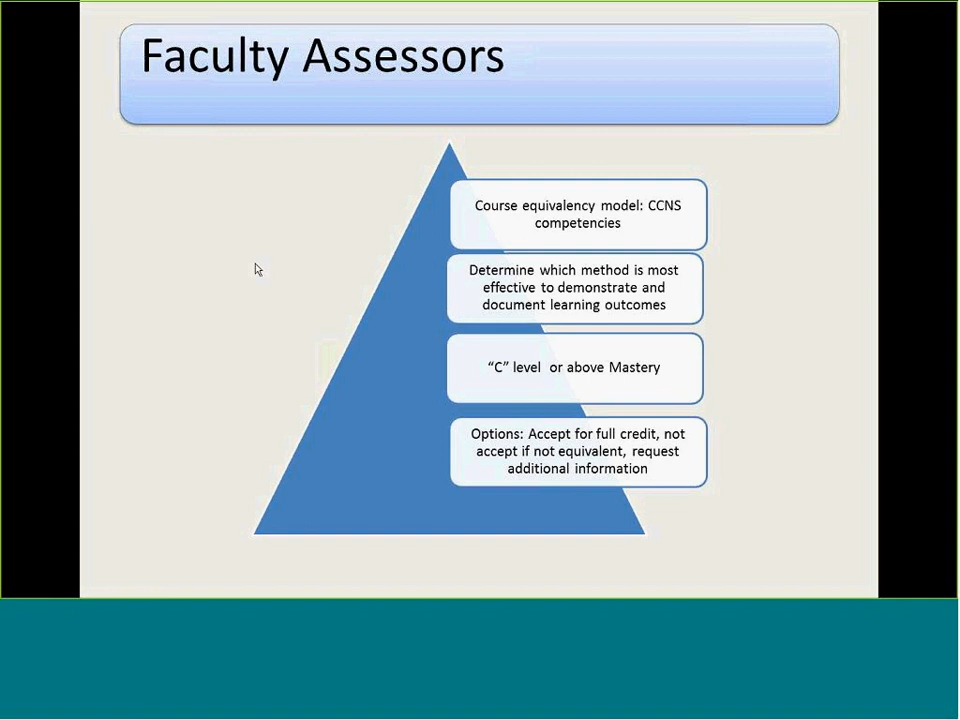 Faculty Assessors
Course equivalency model: CCNS
competencies
Determine which method is most
effective to demonstrate and
document learning outcomes
“C” level or above Mastery
Options: Accept for full credit, not
accept if not equivalent, request
additional information